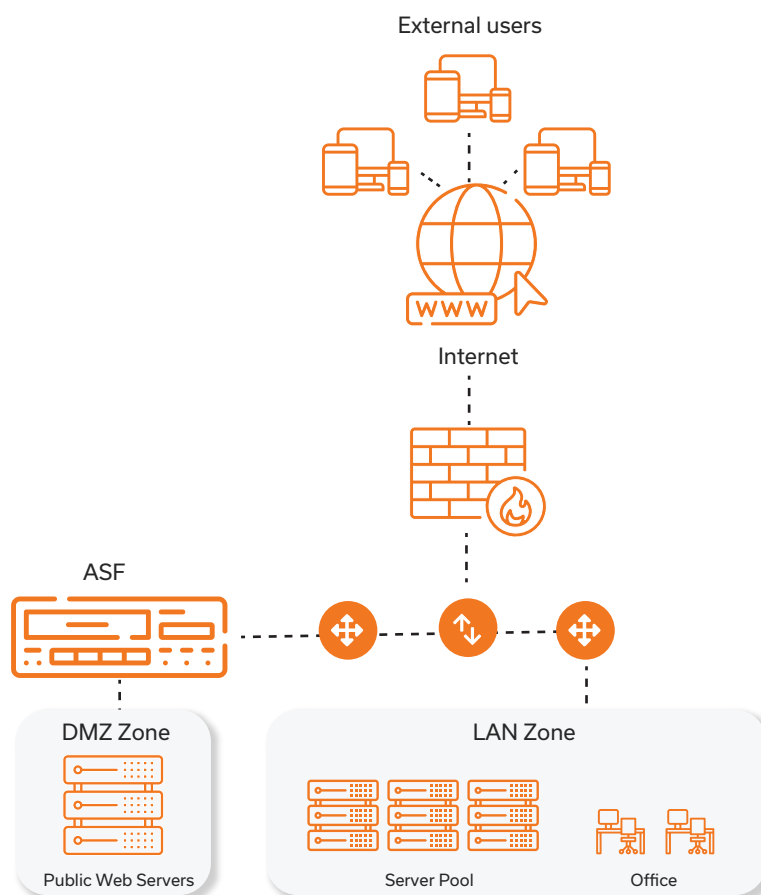 External users
WWW
Internet
ASF
DMZ Zone
LAN Zone
Public Web Servers
Server Pool
Office